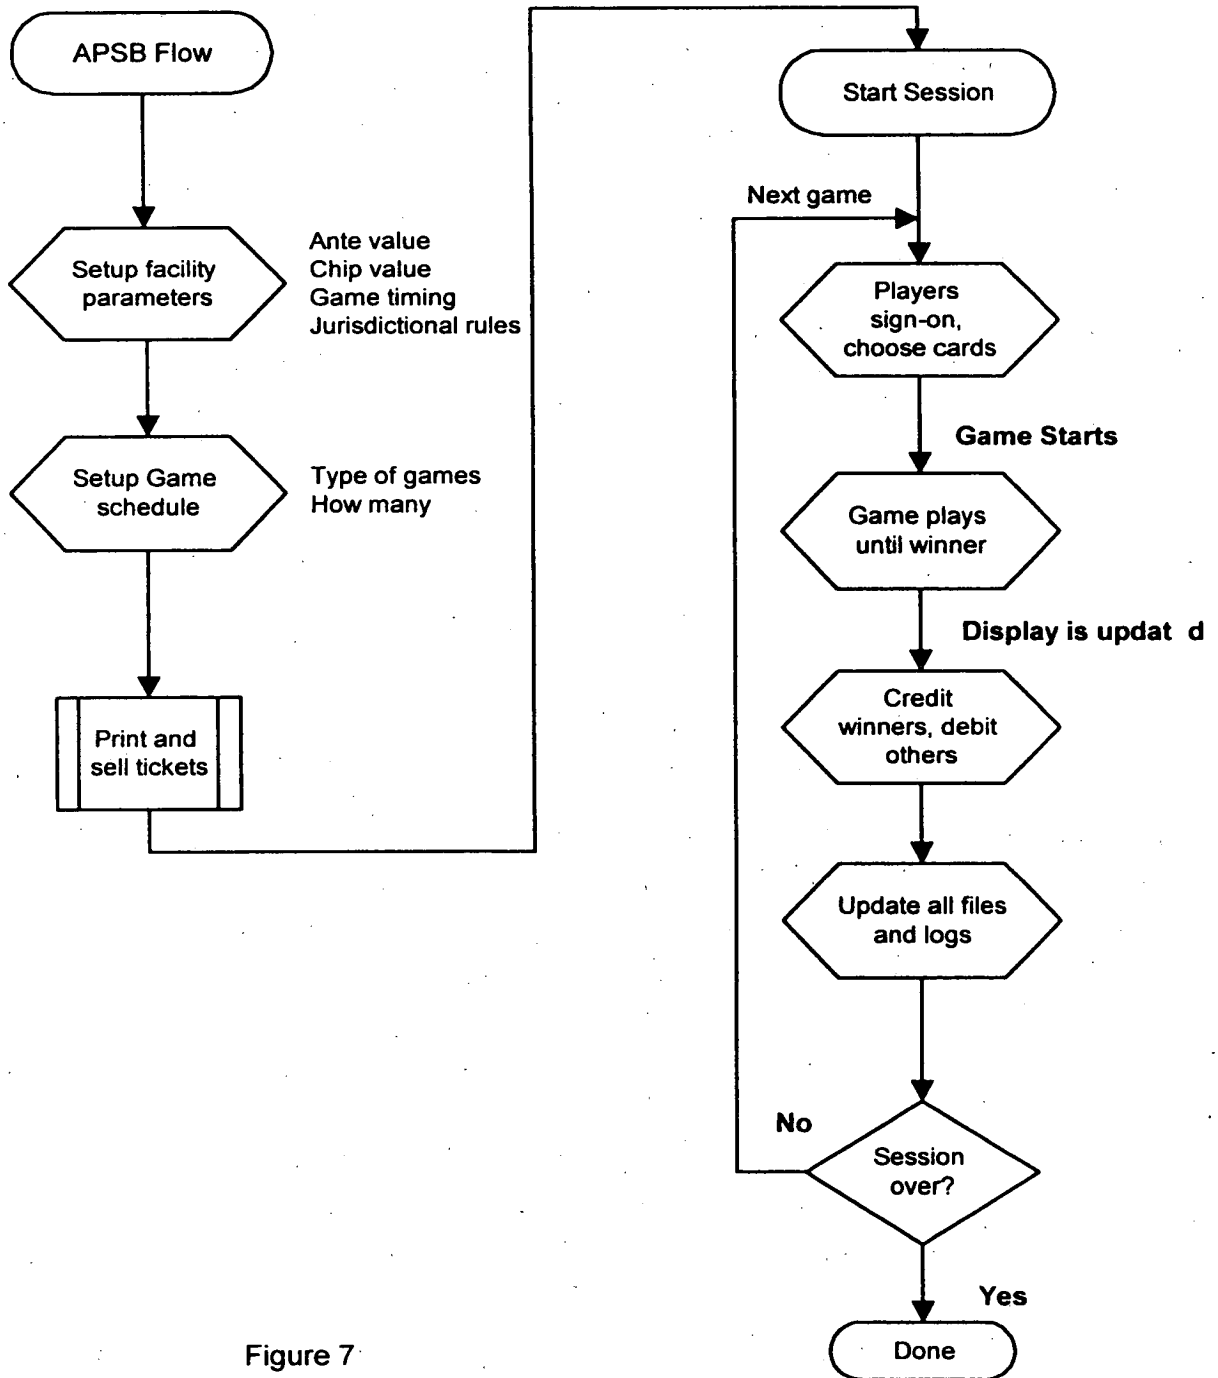 APSB Flow
Setup facility
parameters
Ante value
Chip value
Game timing
Jurisdictional rules
Setup Game
schedule
Type of games
How many
Print and
sell tickets
Start Session
Next game
Players
sign-on,
choose cards
Game Starts
Game plays
until winner
Display is updat d
Credit
winners, debit
others
Update all files
and logs
No
Session
over?
Yes
Done
Figure 7